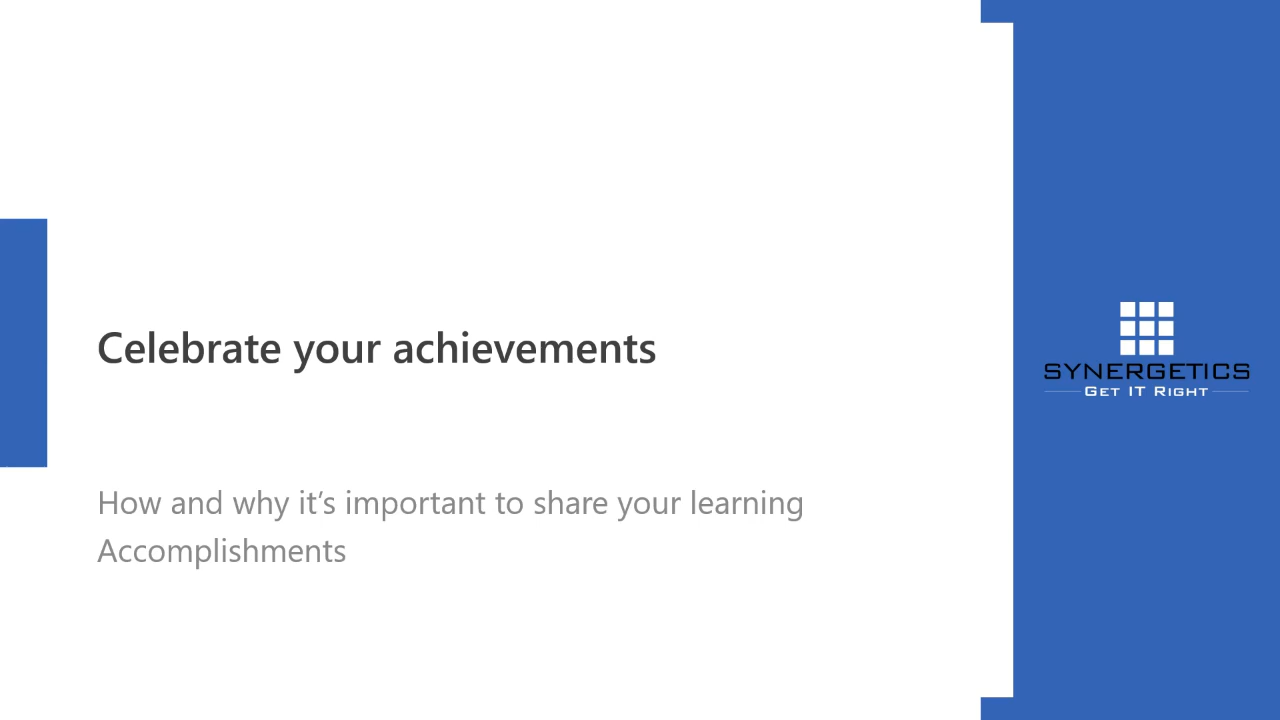 Celebrate your achievements
How and why it’s important to share your learning
Accomplishments
SYNERGETICS
GET IT RIGHT